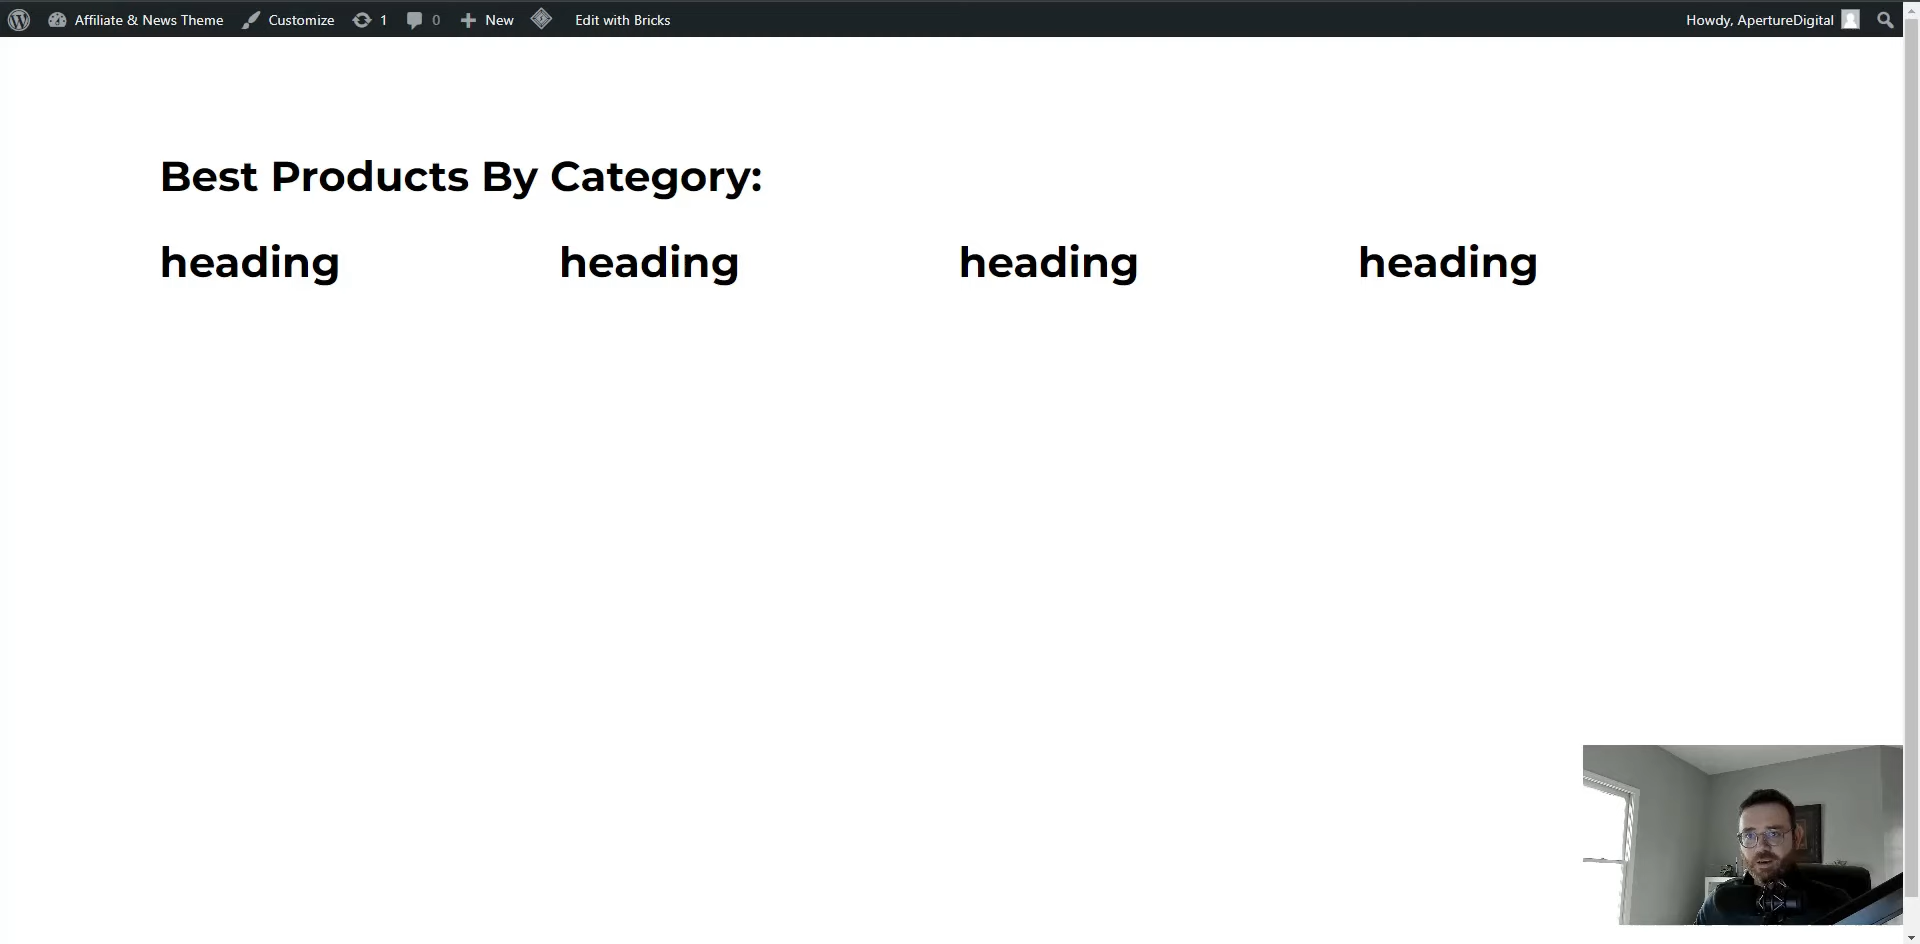 Affiliate & News Theme Customize 1 0 New Edit with Bricks Howdy, ApertureDigital
Best Products By Category:
heading heading heading heading